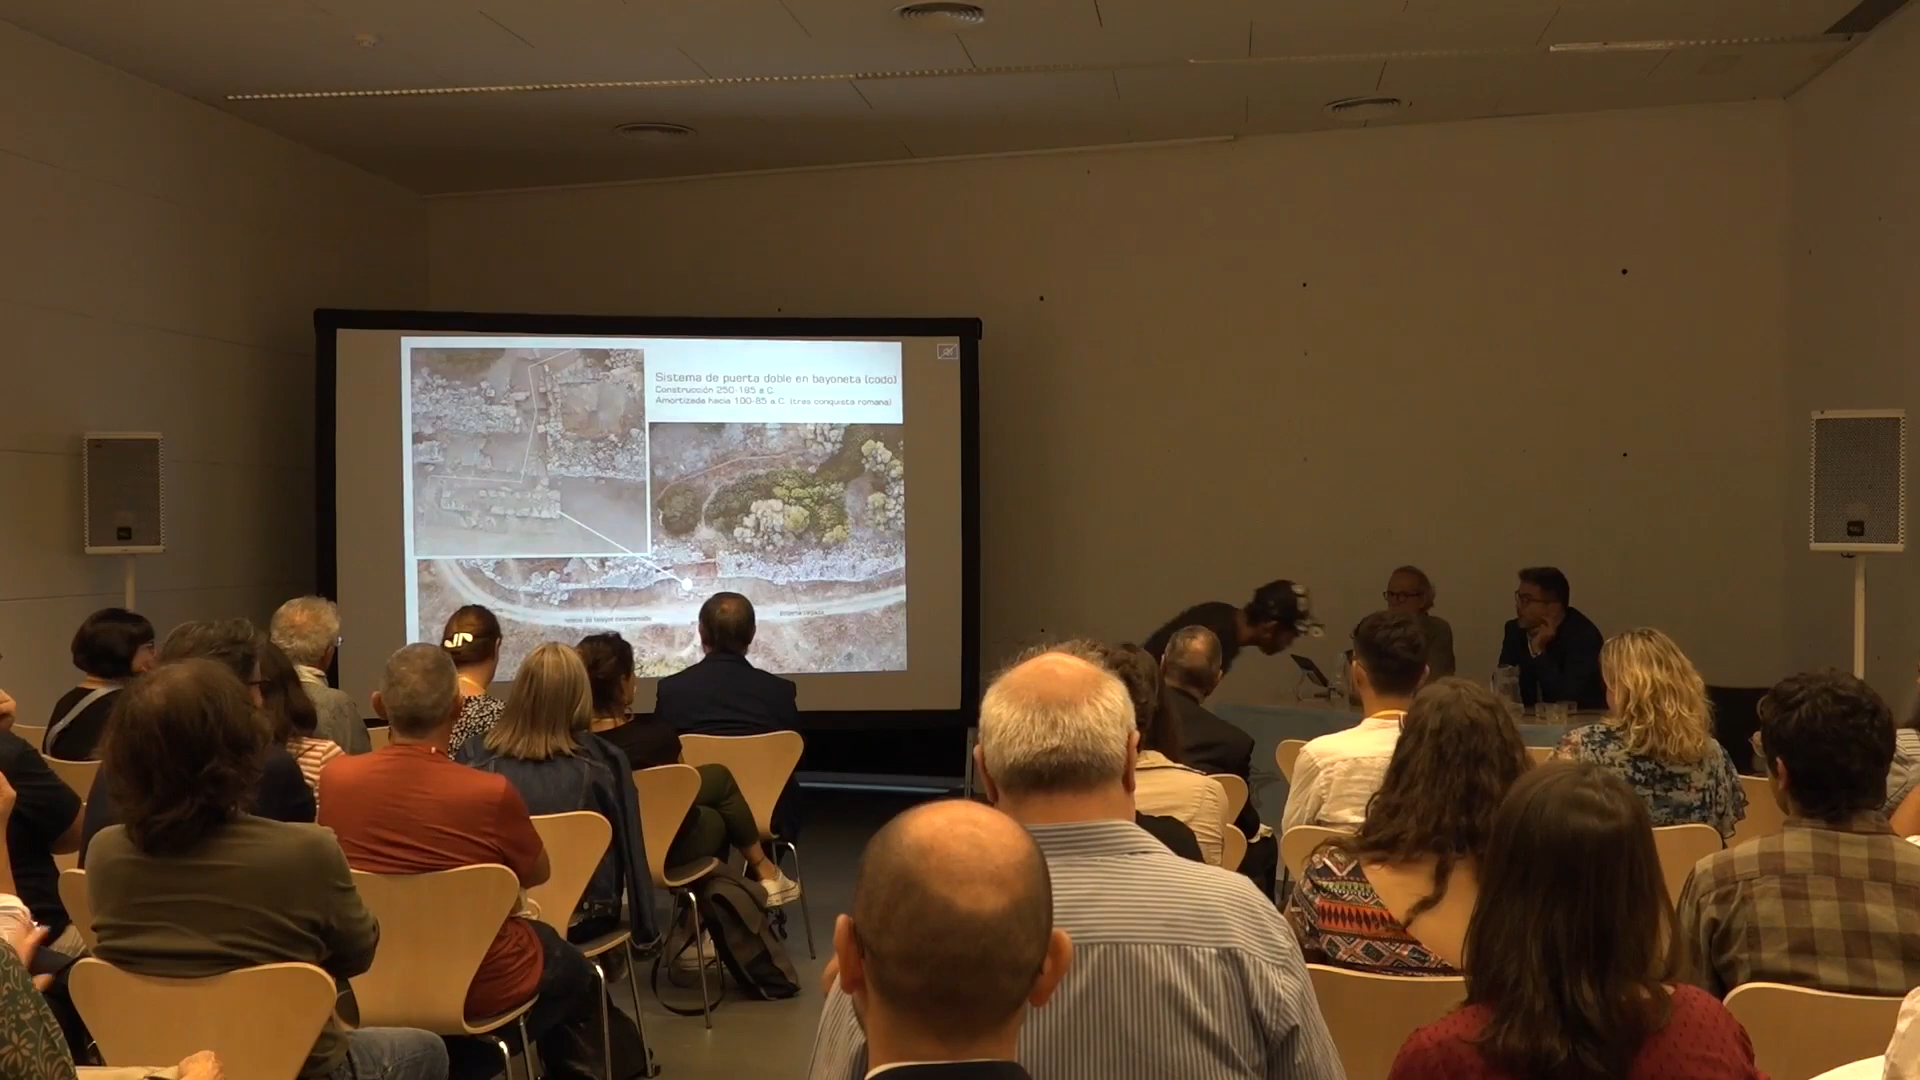 Sistema de puerta doble en bayoneta (codo)
Construcción 250-185 a.C.
Amortizada hacia 100-85 a.C. (tras conquista romana)